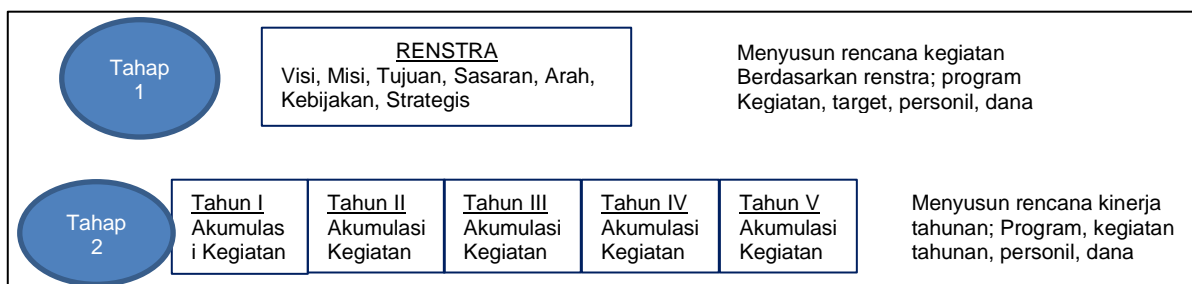 Tahap
1
RENSTRA
Visi, Misi, Tujuan, Sasaran, Arah,
Kebijakan, Strategis
Menyusun rencana kegiatan
Berdasarkan renstra; program
Kegiatan, target, personil, dana
Tahap
2
Tahun I
Akumulas
i Kegiatan
Tahun II
Akumulasi
Kegiatan
Tahun III
Akumulasi
Kegiatan
Tahun IV
Akumulasi
Kegiatan
Tahun V
Akumulasi
Kegiatan
Menyusun rencana kinerja
tahunan; Program, kegiatan
tahunan, personil, dana